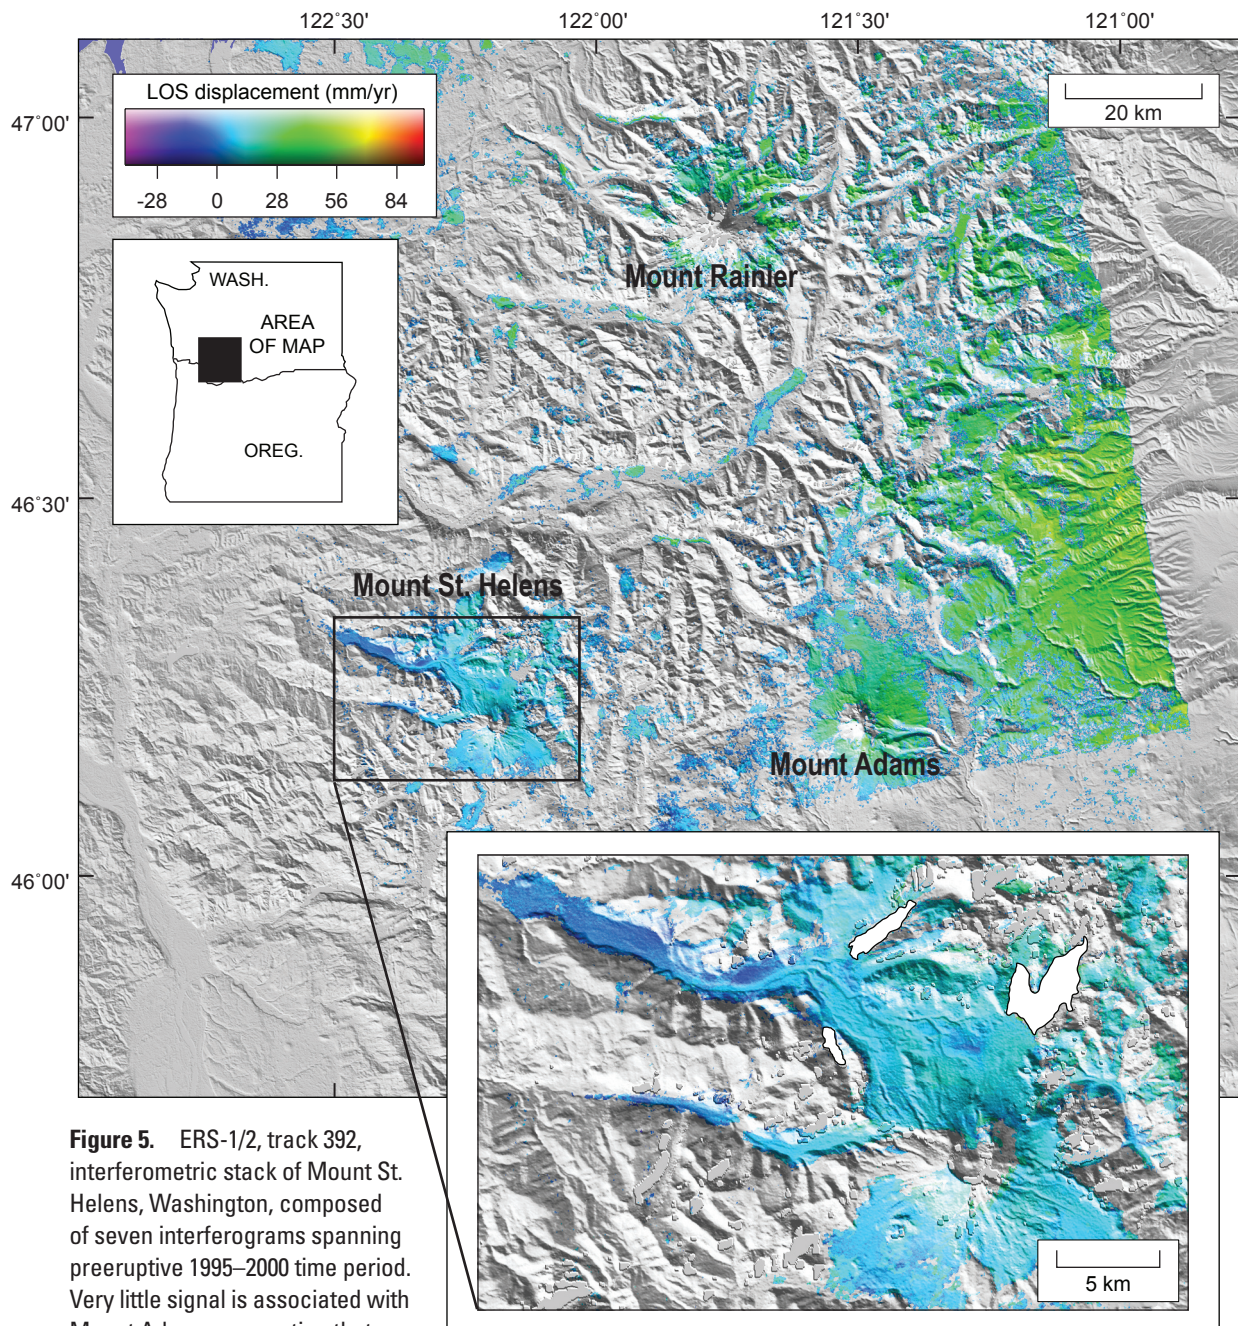 122˚30'
122˚00'
121˚30'
121˚00'
LOS displacement (mm/yr)
-28 0 28 56 84
20 km
47˚00'
WASH.
AREA
OF MAP
OREG.
Mount Rainier
46˚30'
Mount St. Helens
Mount Adams
46˚00'
5 km
Figure 5. ERS-1/2, track 392,
interferometric stack of Mount St.
Helens, Washington, composed
of seven interferograms spanning
preeruptive 1995–2000 time period.
Very little signal is associated with